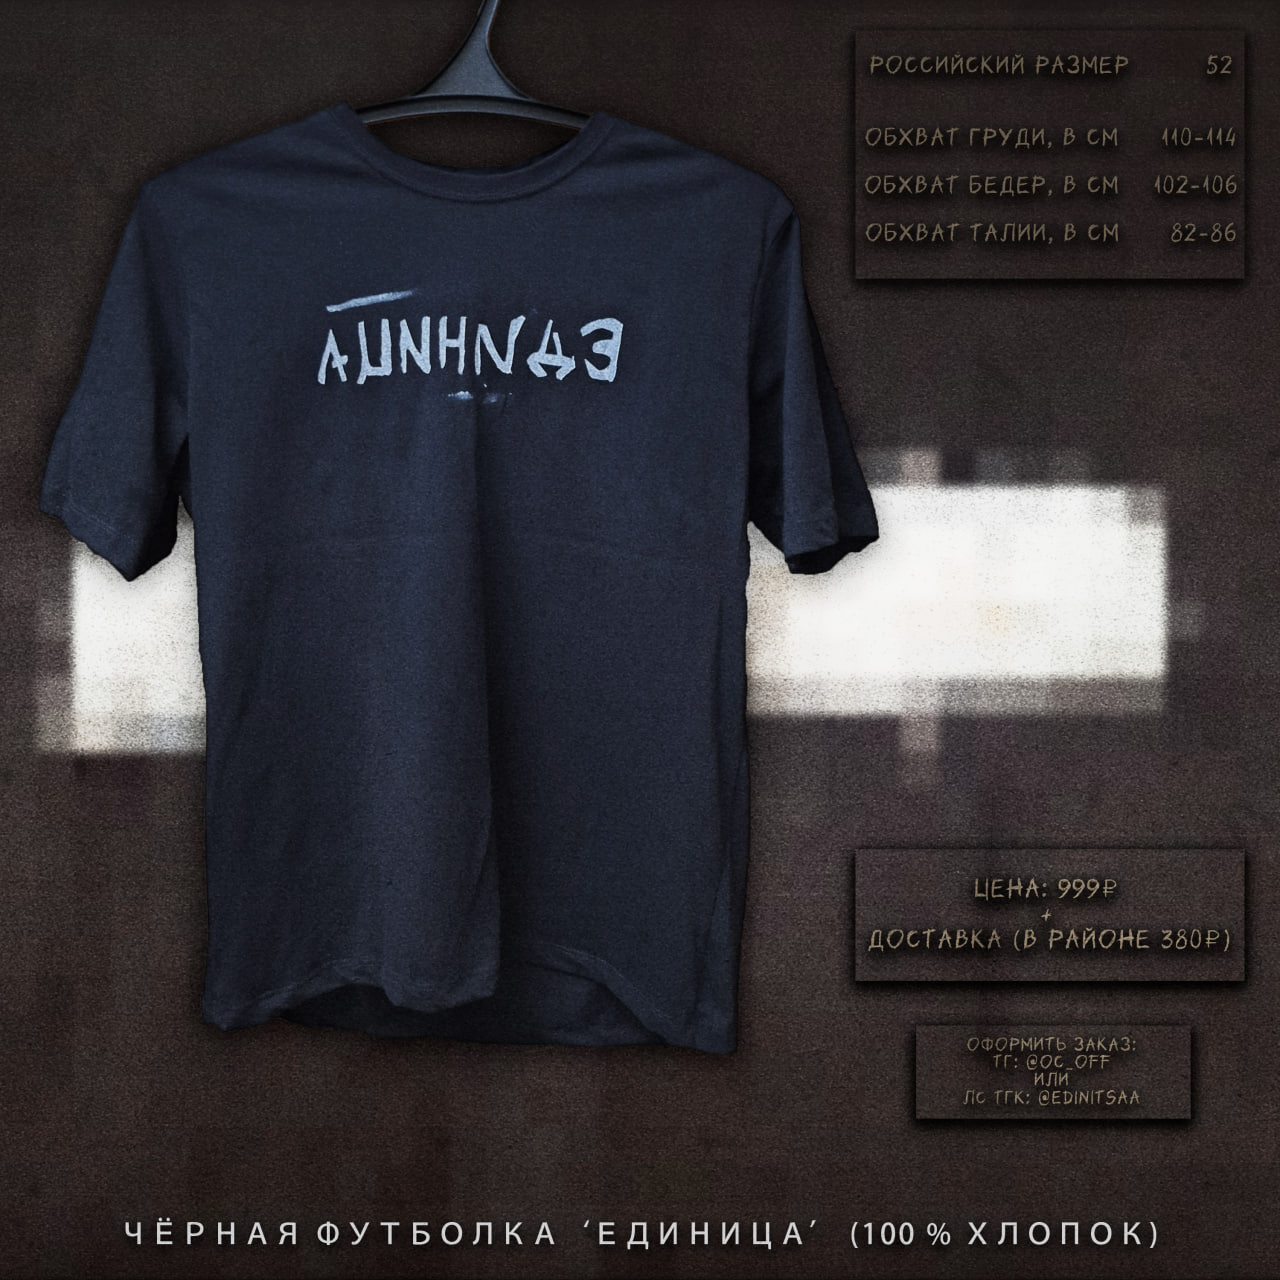 РОССИЙСКИЙ РАЗМЕР 52
ОБХВАТ ГРУДИ, В СМ 110-114
ОБХВАТ БЕДЕР, В СМ 102-106
ОБХВАТ ТАЛИИ, В СМ 82-86
ЕДИНИЦА
ЦЕНА: 999₽
+
ДОСТАВКА (В РАЙОНЕ 380₽)
ОФОРМИТЬ ЗАКАЗ:
ТГ: @OC_OFF
ИЛИ
ЛС ТГК: @EDINITSAA
ЧЁРНАЯ ФУТБОЛКА ‘ЕДИНИЦА’ (100 % ХЛОПОК)